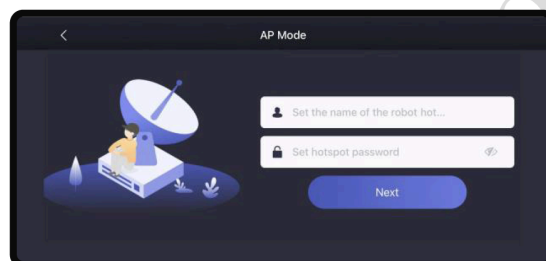 AP Mode
Set the name of the robot hot...
Set hotspot password
Next